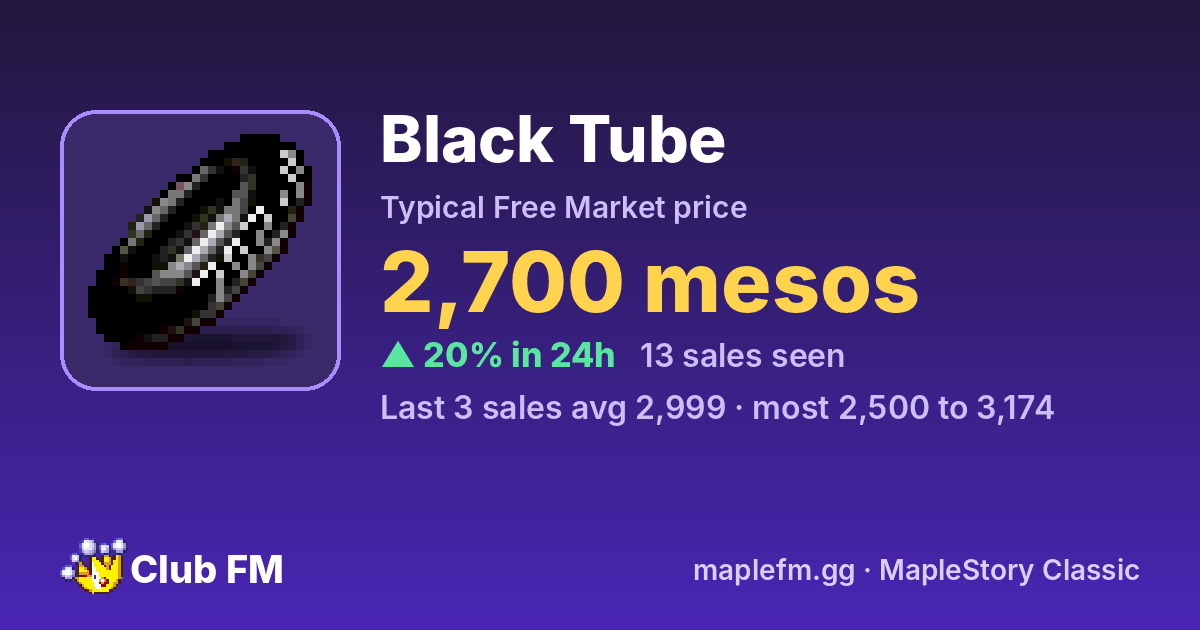 Black Tube
Typical Free Market price
2,700 mesos
▲ 20% in 24h 13 sales seen
Last 3 sales avg 2,999 · most 2,500 to 3,174
Club FM
maplefm.gg · MapleStory Classic